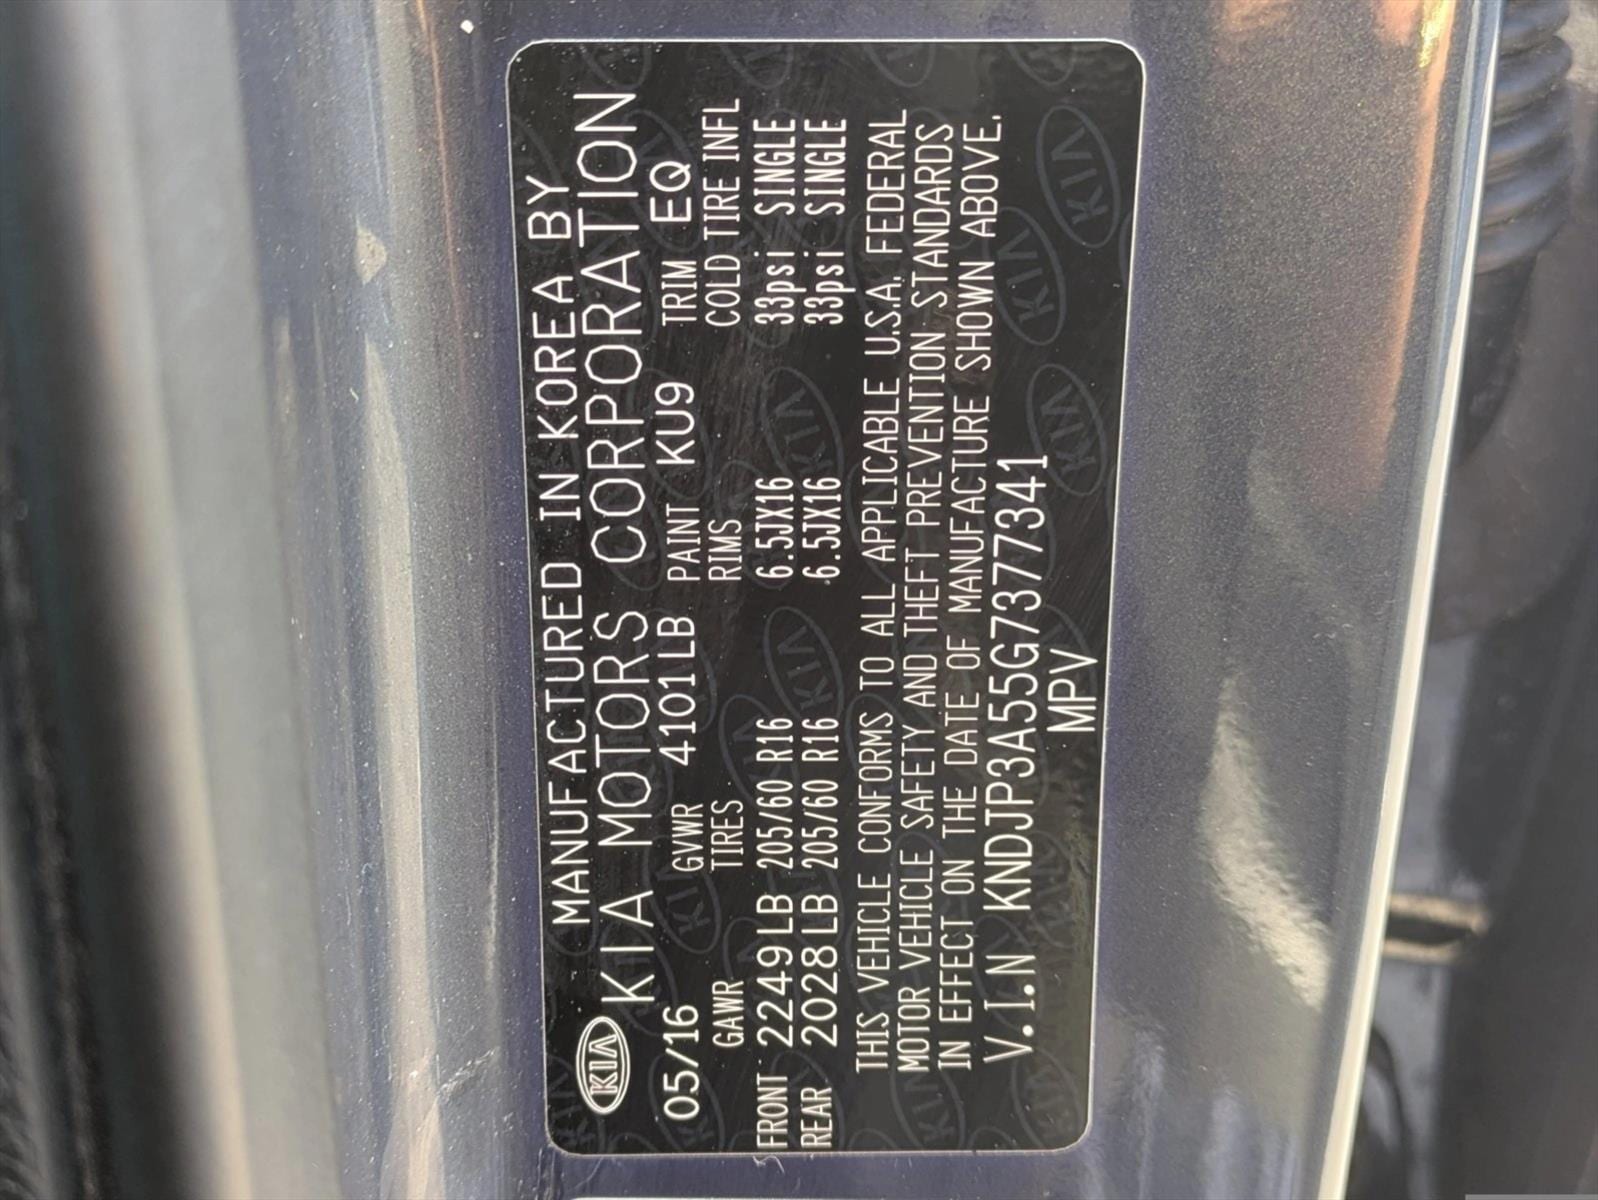 MANUFACTURED IN KOREA BY
KIA KIA MOTORS CORPORATION
05/16 GVWR 4101LB PAINT KU9 TRIM EQ
GAWR TIRES RIMS COLD TIRE INFL
FRONT 2249LB 205/60 R16 6.5JX16 33psi SINGLE
REAR 2028LB 205/60 R16 6.5JX16 33psi SINGLE
THIS VEHICLE CONFORMS TO ALL APPLICABLE U.S.A. FEDERAL
MOTOR VEHICLE SAFETY AND THEFT PREVENTION STANDARDS
IN EFFECT ON THE DATE OF MANUFACTURE SHOWN ABOVE.
V.I.N KNDJP3A55G7377341
MPV